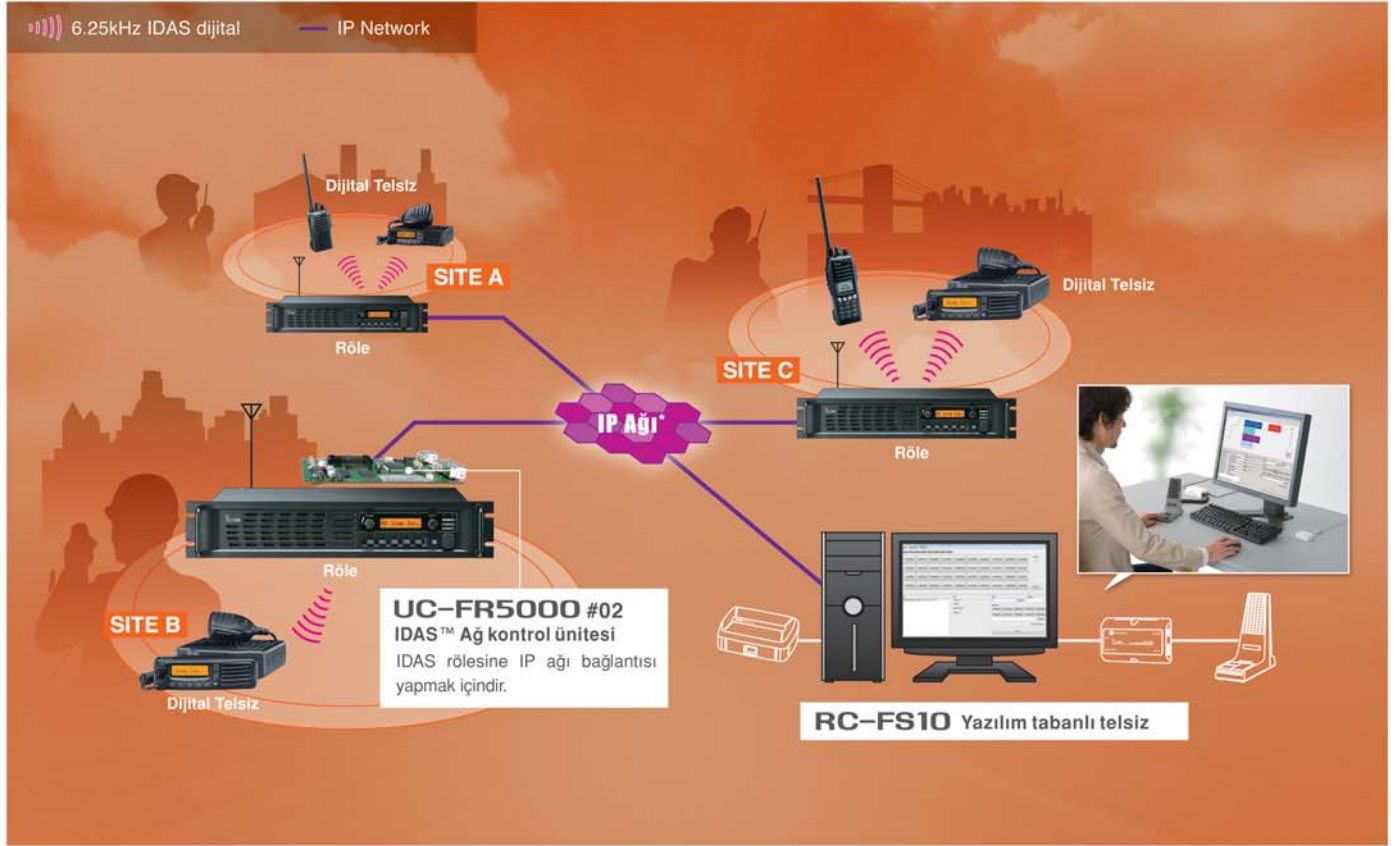 6.25kHz IDAS dijital
IP Network
Dijital Telsiz
SITE A
Röle
Dijital Telsiz
SITE C
Röle
IP Ağı*
Röle
SITE B
Dijital Telsiz
UC-FR5000 #02
IDAS™ Ağ kontrol ünitesi
IDAS rölesine IP ağı bağlantısı
yapmak içindir.
RC-FS10 Yazılım tabanlı telsiz